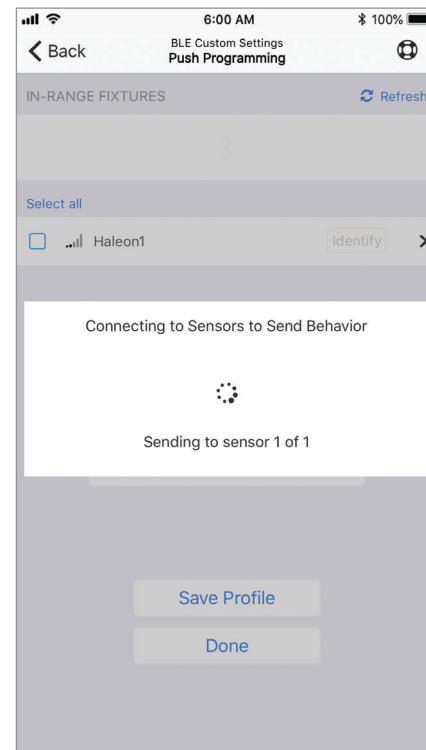 6:00 AM
100%
Back
BLE Custom Settings
Push Programming
IN-RANGE FIXTURES
Refresh
Select all
Haleon1
Identify
Connecting to Sensors to Send Behavior
Sending to sensor 1 of 1
Save Profile
Done